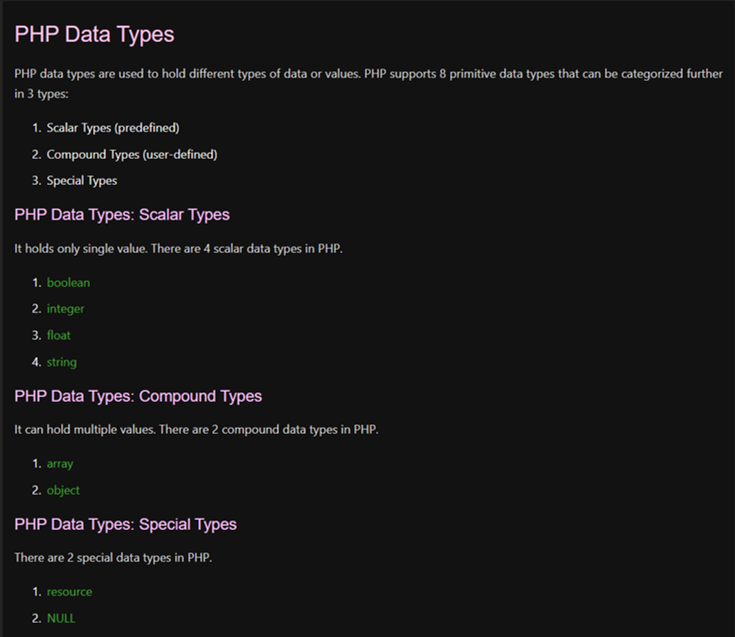 PHP Data Types
PHP data types are used to hold different types of data or values. PHP supports 8 primitive data types that can be categorized further
in 3 types:
1. Scalar Types (predefined)
2. Compound Types (user-defined)
3. Special Types
PHP Data Types: Scalar Types
It holds only single value. There are 4 scalar data types in PHP.
1. boolean
2. integer
3. float
4. string
PHP Data Types: Compound Types
It can hold multiple values. There are 2 compound data types in PHP.
1. array
2. object
PHP Data Types: Special Types
There are 2 special data types in PHP.
1. resource
2. NULL